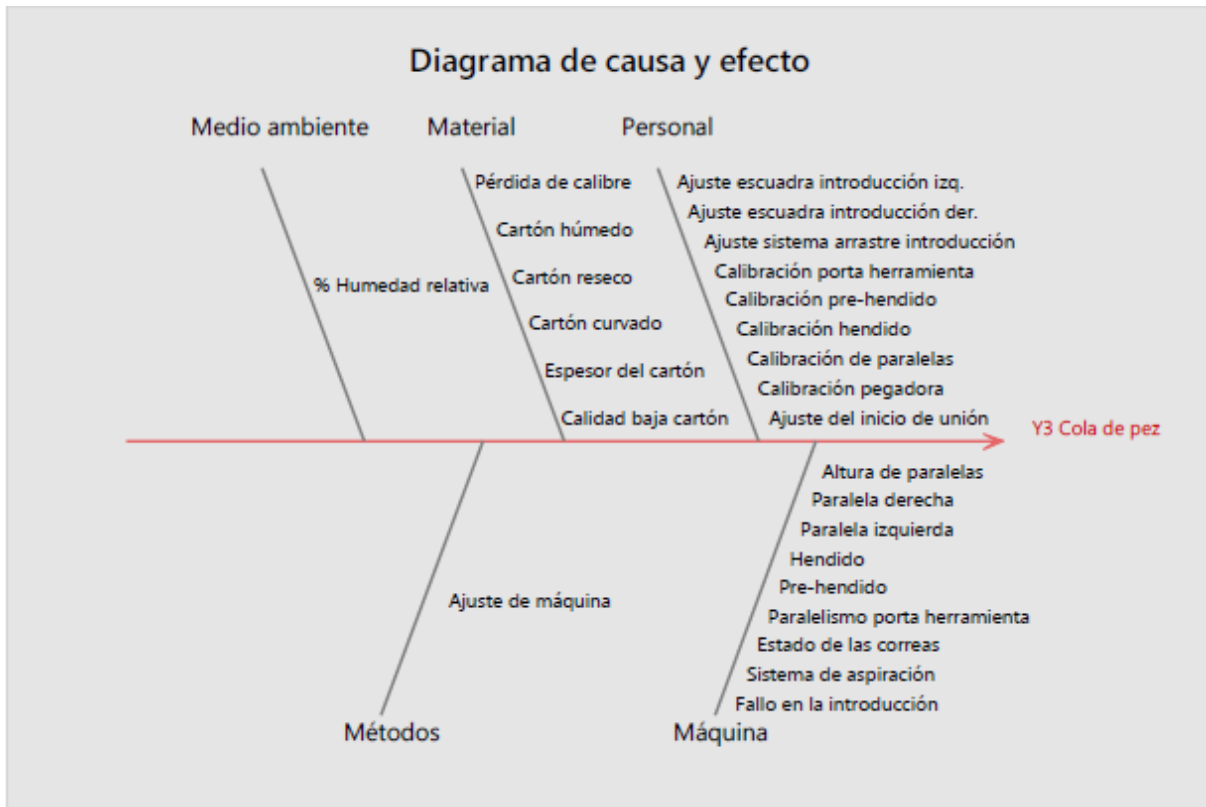 Diagrama de causa y efecto
Medio ambiente
Material
Personal
% Humedad relativa
Pérdida de calibre
Cartón húmedo
Cartón reseco
Cartón curvado
Espesor del cartón
Calidad baja cartón
Ajuste escuadra introducción izq.
Ajuste escuadra introducción der.
Ajuste sistema arrastre introducción
Calibración porta herramienta
Calibración pre-hendido
Calibración hendido
Calibración de paralelas
Calibración pegadora
Ajuste del inicio de unión
Y3 Cola de pez
Ajuste de máquina
Altura de paralelas
Paralela derecha
Paralela izquierda
Hendido
Pre-hendido
Paralelismo porta herramienta
Estado de las correas
Sistema de aspiración
Fallo en la introducción
Métodos
Máquina